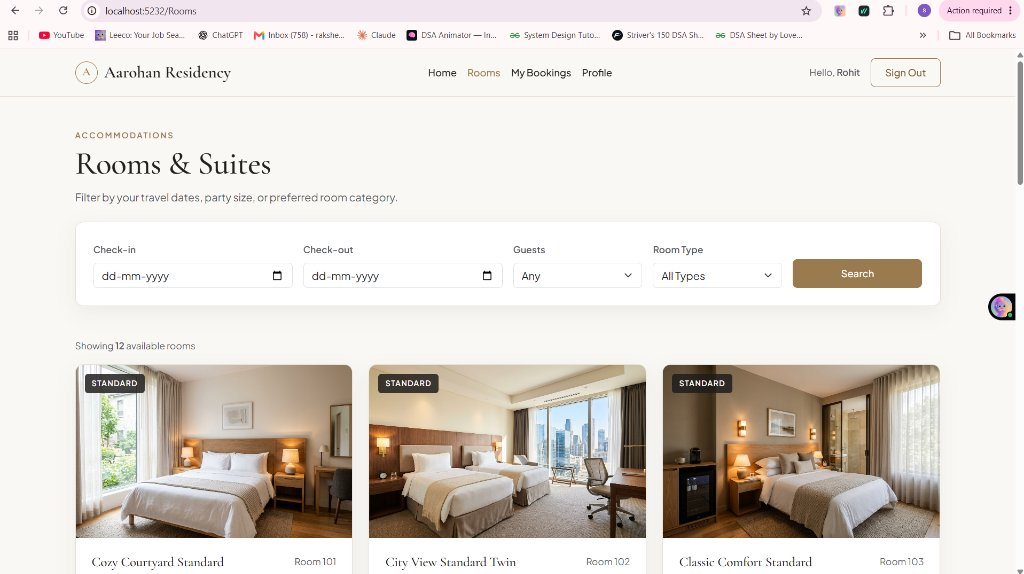 localhost:5232/Rooms
Action required
YouTube
Leeco: Your Job Sea...
ChatGPT
Inbox (758) - rakshe...
Claude
DSA Animator — In...
System Design Tuto...
Striver's 150 DSA Sh...
DSA Sheet by Love...
»
All Bookmarks
A Aarohan Residency
Home
Rooms
My Bookings
Profile
Hello, Rohit
Sign Out
ACCOMMODATIONS
Rooms & Suites
Filter by your travel dates, party size, or preferred room category.
Check-in
Check-out
Guests
Room Type
dd-mm-yyyy
dd-mm-yyyy
Any
All Types
Search
Showing 12 available rooms
STANDARD
STANDARD
STANDARD
Cozy Courtyard Standard
Room 101
City View Standard Twin
Room 102
Classic Comfort Standard
Room 103